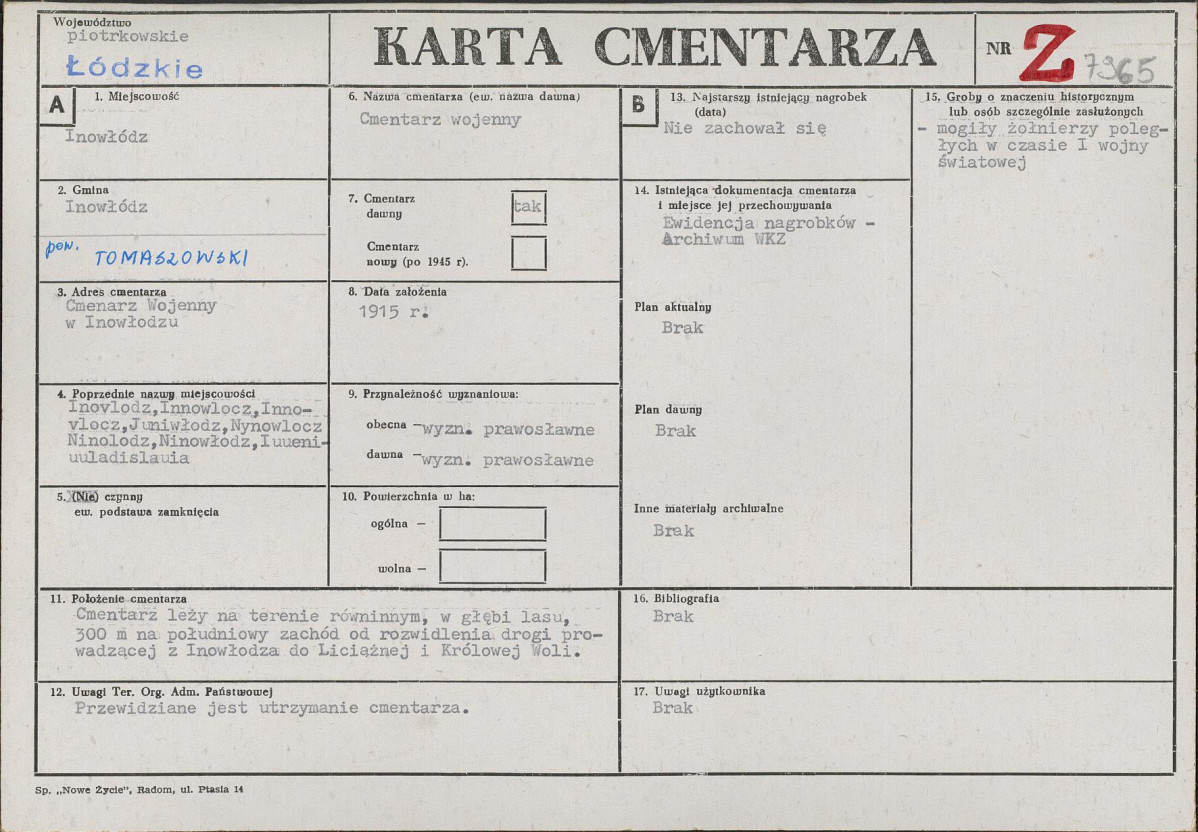 Województwo
piotrkowskie
Łódzkie
KARTA CMENTARZA
NR Z 7965
A
1. Miejscowość
Inowłódz
2. Gmina
Inowłódz
pow. TOMASZOWSKI
3. Adres cmentarza
Cmenarz Wojenny
w Inowłodzu
4. Poprzednie nazwy miejscowości
Inovlodz,Innowlocz,Inno-
vlocz,Juniwłodz,Nynowlocz
Ninolodz,Ninowłodz,Iuueni-
uuladislauia
5. (Nie) czynny
ew. podstawa zamknięcia
6. Nazwa cmentarza (ew. nazwa dawna)
Cmentarz wojenny
7. Cmentarz
dawny
tak
Cmentarz
nowy (po 1945 r).
8. Data założenia
1915 r.
9. Przynależność wyznaniowa:
obecna —wyzn. prawosławne
dawna —wyzn. prawosławne
10. Powierzchnia w ha:
ogólna —
wolna —
11. Położenie cmentarza
Cmentarz leży na terenie równinnym, w głębi lasu,
300 m na południowy zachód od rozwidlenia drogi pro-
wadzącej z Inowłodza do Liciążnej i Królowej Woli.
12. Uwagi Ter. Org. Adm. Państwowej
Przewidziane jest utrzymanie cmentarza.
B
13. Najstarszy istniejący nagrobek
(data)
Nie zachował się
14. Istniejąca dokumentacja cmentarza
i miejsce jej przechowywania
Ewidencja nagrobków -
Archiwum WKZ
Plan aktualny
Brak
Plan dawny
Brak
Inne materiały archiwalne
Brak
15. Groby o znaczeniu historycznym
lub osób szczególnie zasłużonych
- mogiły żołnierzy poleg-
łych w czasie I wojny
światowej
16. Bibliografia
Brak
17. Uwagi użytkownika
Brak
Sp. „Nowe Życie", Radom, ul. Ptasia 14